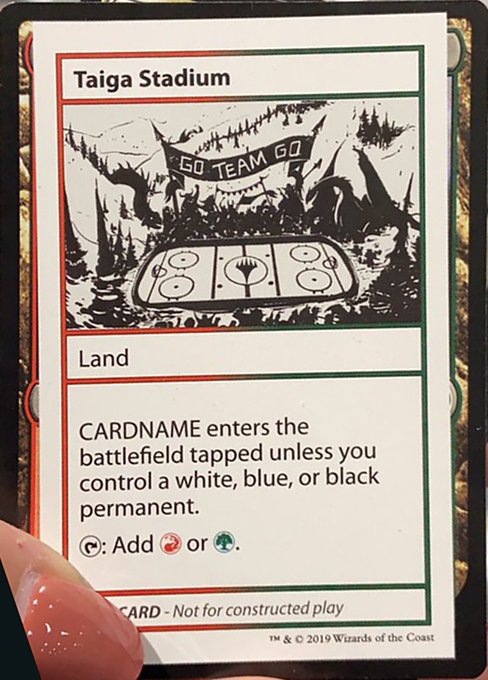 Taiga Stadium
GO TEAM GO
Land
CARDNAME enters the
battlefield tapped unless you
control a white, blue, or black
permanent.
: Add or .
CARD - Not for constructed play
™ & © 2019 Wizards of the Coast